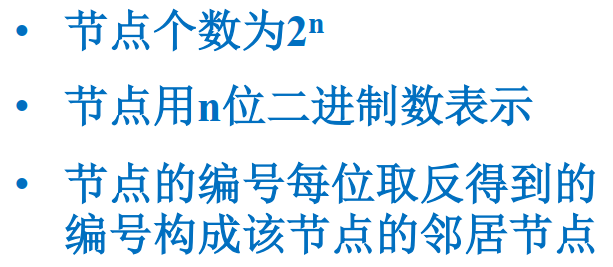 • 节点个数为2ⁿ
• 节点用n位二进制数表示
• 节点的编号每位取反得到的
编号构成该节点的邻居节点